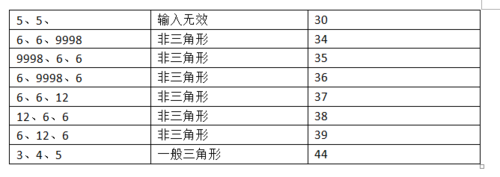 5、5、 输入无效 30
6、6、9998 非三角形 34
9998、6、6 非三角形 35
6、9998、6 非三角形 36
6、6、12 非三角形 37
12、6、6 非三角形 38
6、12、6 非三角形 39
3、4、5 一般三角形 44